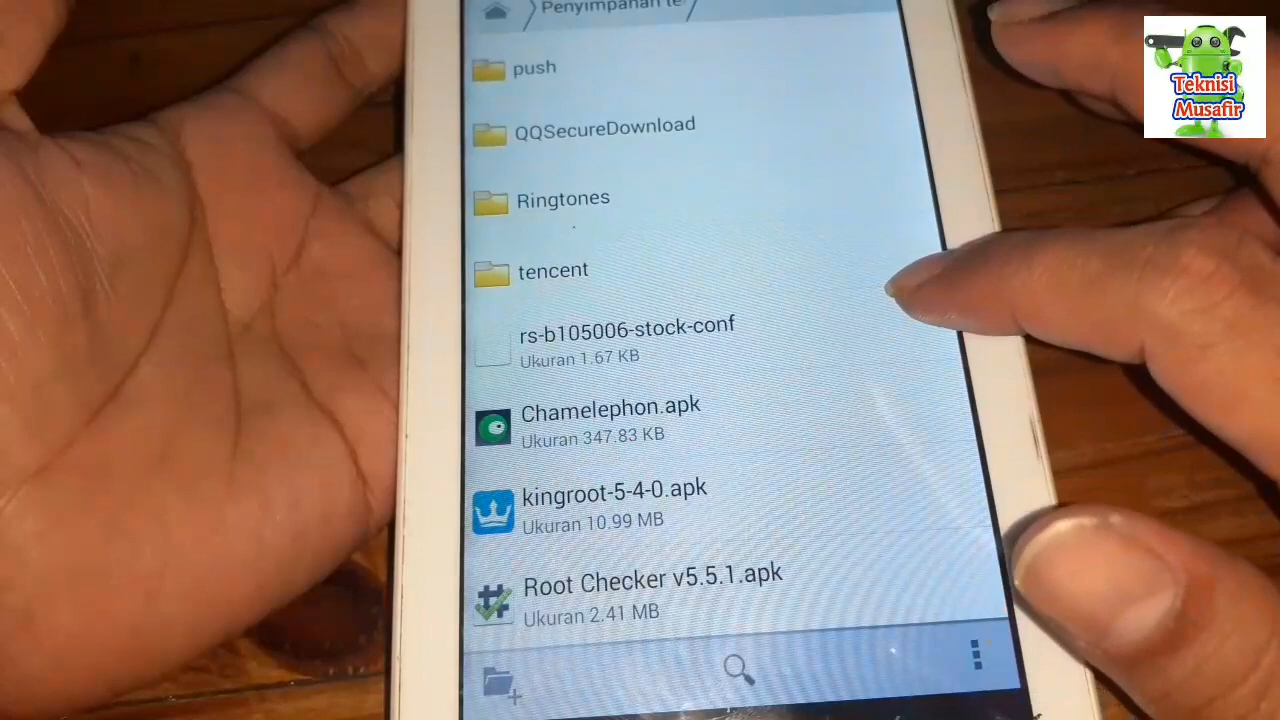 Penyimpanan te
push
QQSecureDownload
Ringtones
tencent
rs-b105006-stock-conf
Ukuran 1.67 KB
Chamelephon.apk
Ukuran 347.83 KB
kingroot-5-4-0.apk
Ukuran 10.99 MB
Root Checker v5.5.1.apk
Ukuran 2.41 MB
Teknisi
Musafir